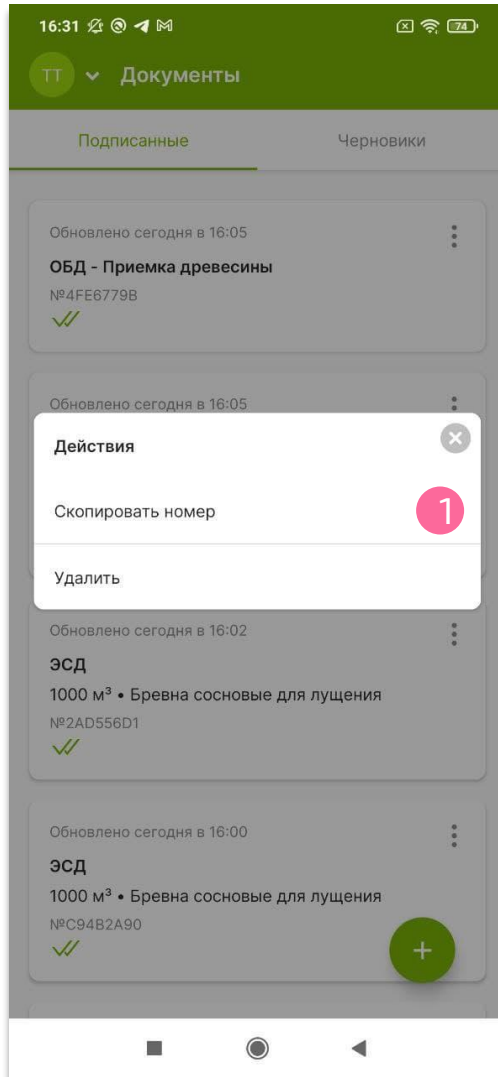 16:31
74
ТТ
Документы
Подписанные
Черновики
Обновлено сегодня в 16:05
ОБД - Приемка древесины
№4FE6779B
Обновлено сегодня в 16:05
Действия
Скопировать номер
1
Удалить
Обновлено сегодня в 16:02
ЭСД
1000 м³ • Бревна сосновые для лущения
№2AD556D1
Обновлено сегодня в 16:00
ЭСД
1000 м³ • Бревна сосновые для лущения
№C94B2A90